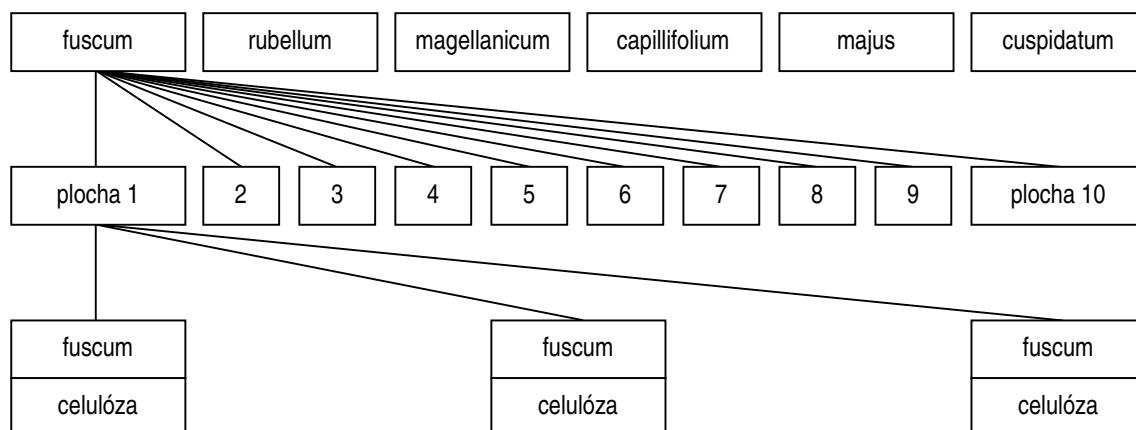 fuscum rubellum magellanicum capillifolium majus cuspidatum
plocha 1 2 3 4 5 6 7 8 9 plocha 10
fuscum fuscum fuscum
celulóza celulóza celulóza